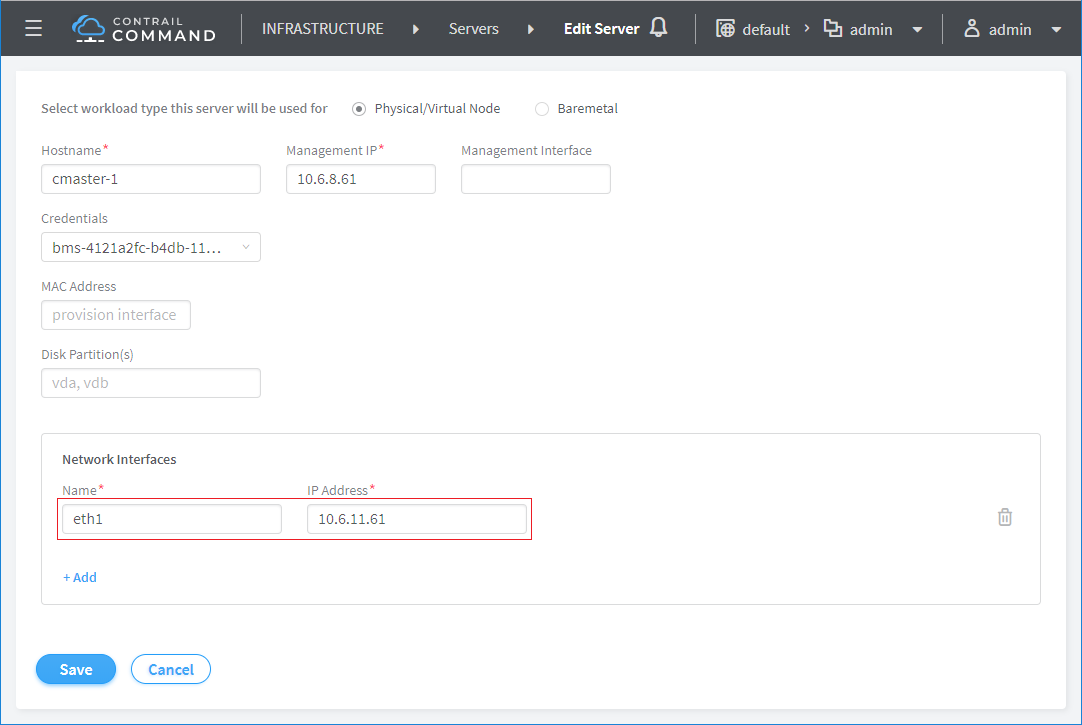 CONTRAIL
COMMAND
INFRASTRUCTURE Servers Edit Server default admin admin
Select workload type this server will be used for Physical/Virtual Node Baremetal
Hostname* Management IP* Management Interface
cmaster-1 10.6.8.61
Credentials
bms-4121a2fc-b4db-11...
MAC Address
provision interface
Disk Partition(s)
vda, vdb
Network Interfaces
Name* IP Address*
eth1 10.6.11.61
+ Add
Save Cancel